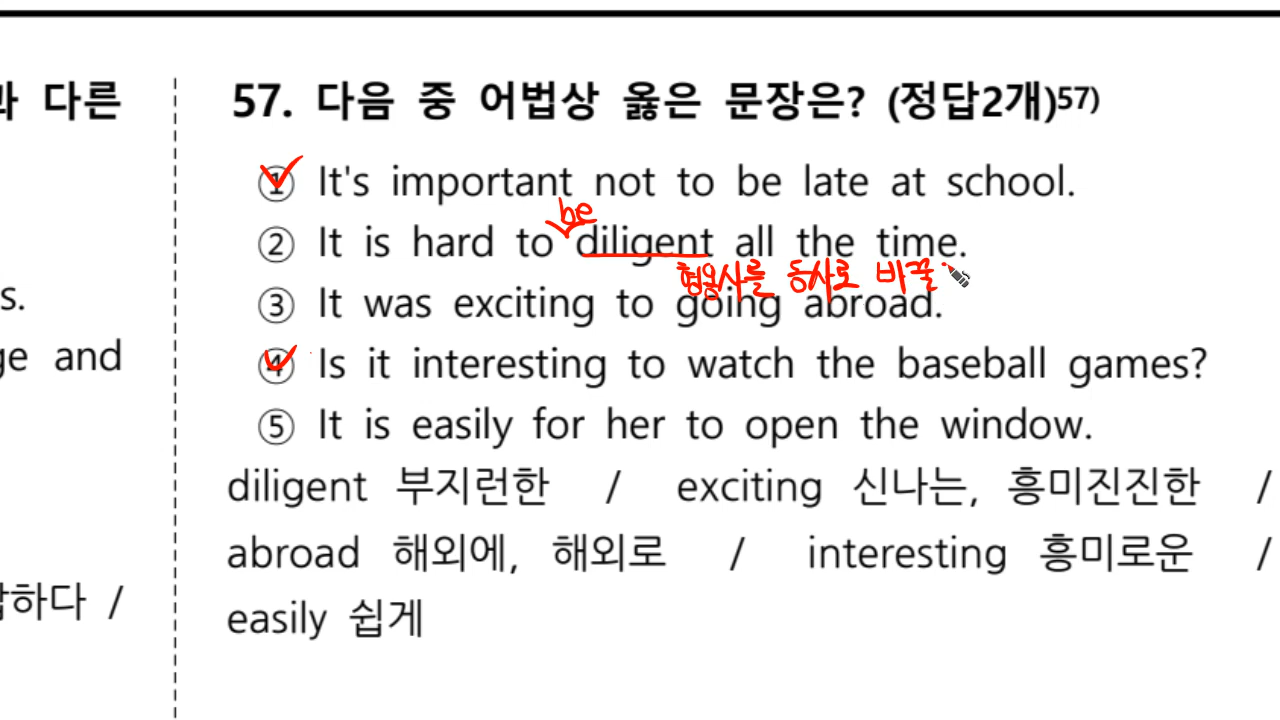 과 다른
s.
ge and
하다 /
57. 다음 중 어법상 옳은 문장은? (정답2개)57)
① It's important not to be late at school.
be
② It is hard to diligent all the time.
형용사를 동사로 바꿀
③ It was exciting to going abroad.
④ Is it interesting to watch the baseball games?
⑤ It is easily for her to open the window.
diligent 부지런한 / exciting 신나는, 흥미진진한 /
abroad 해외에, 해외로 / interesting 흥미로운 /
easily 쉽게